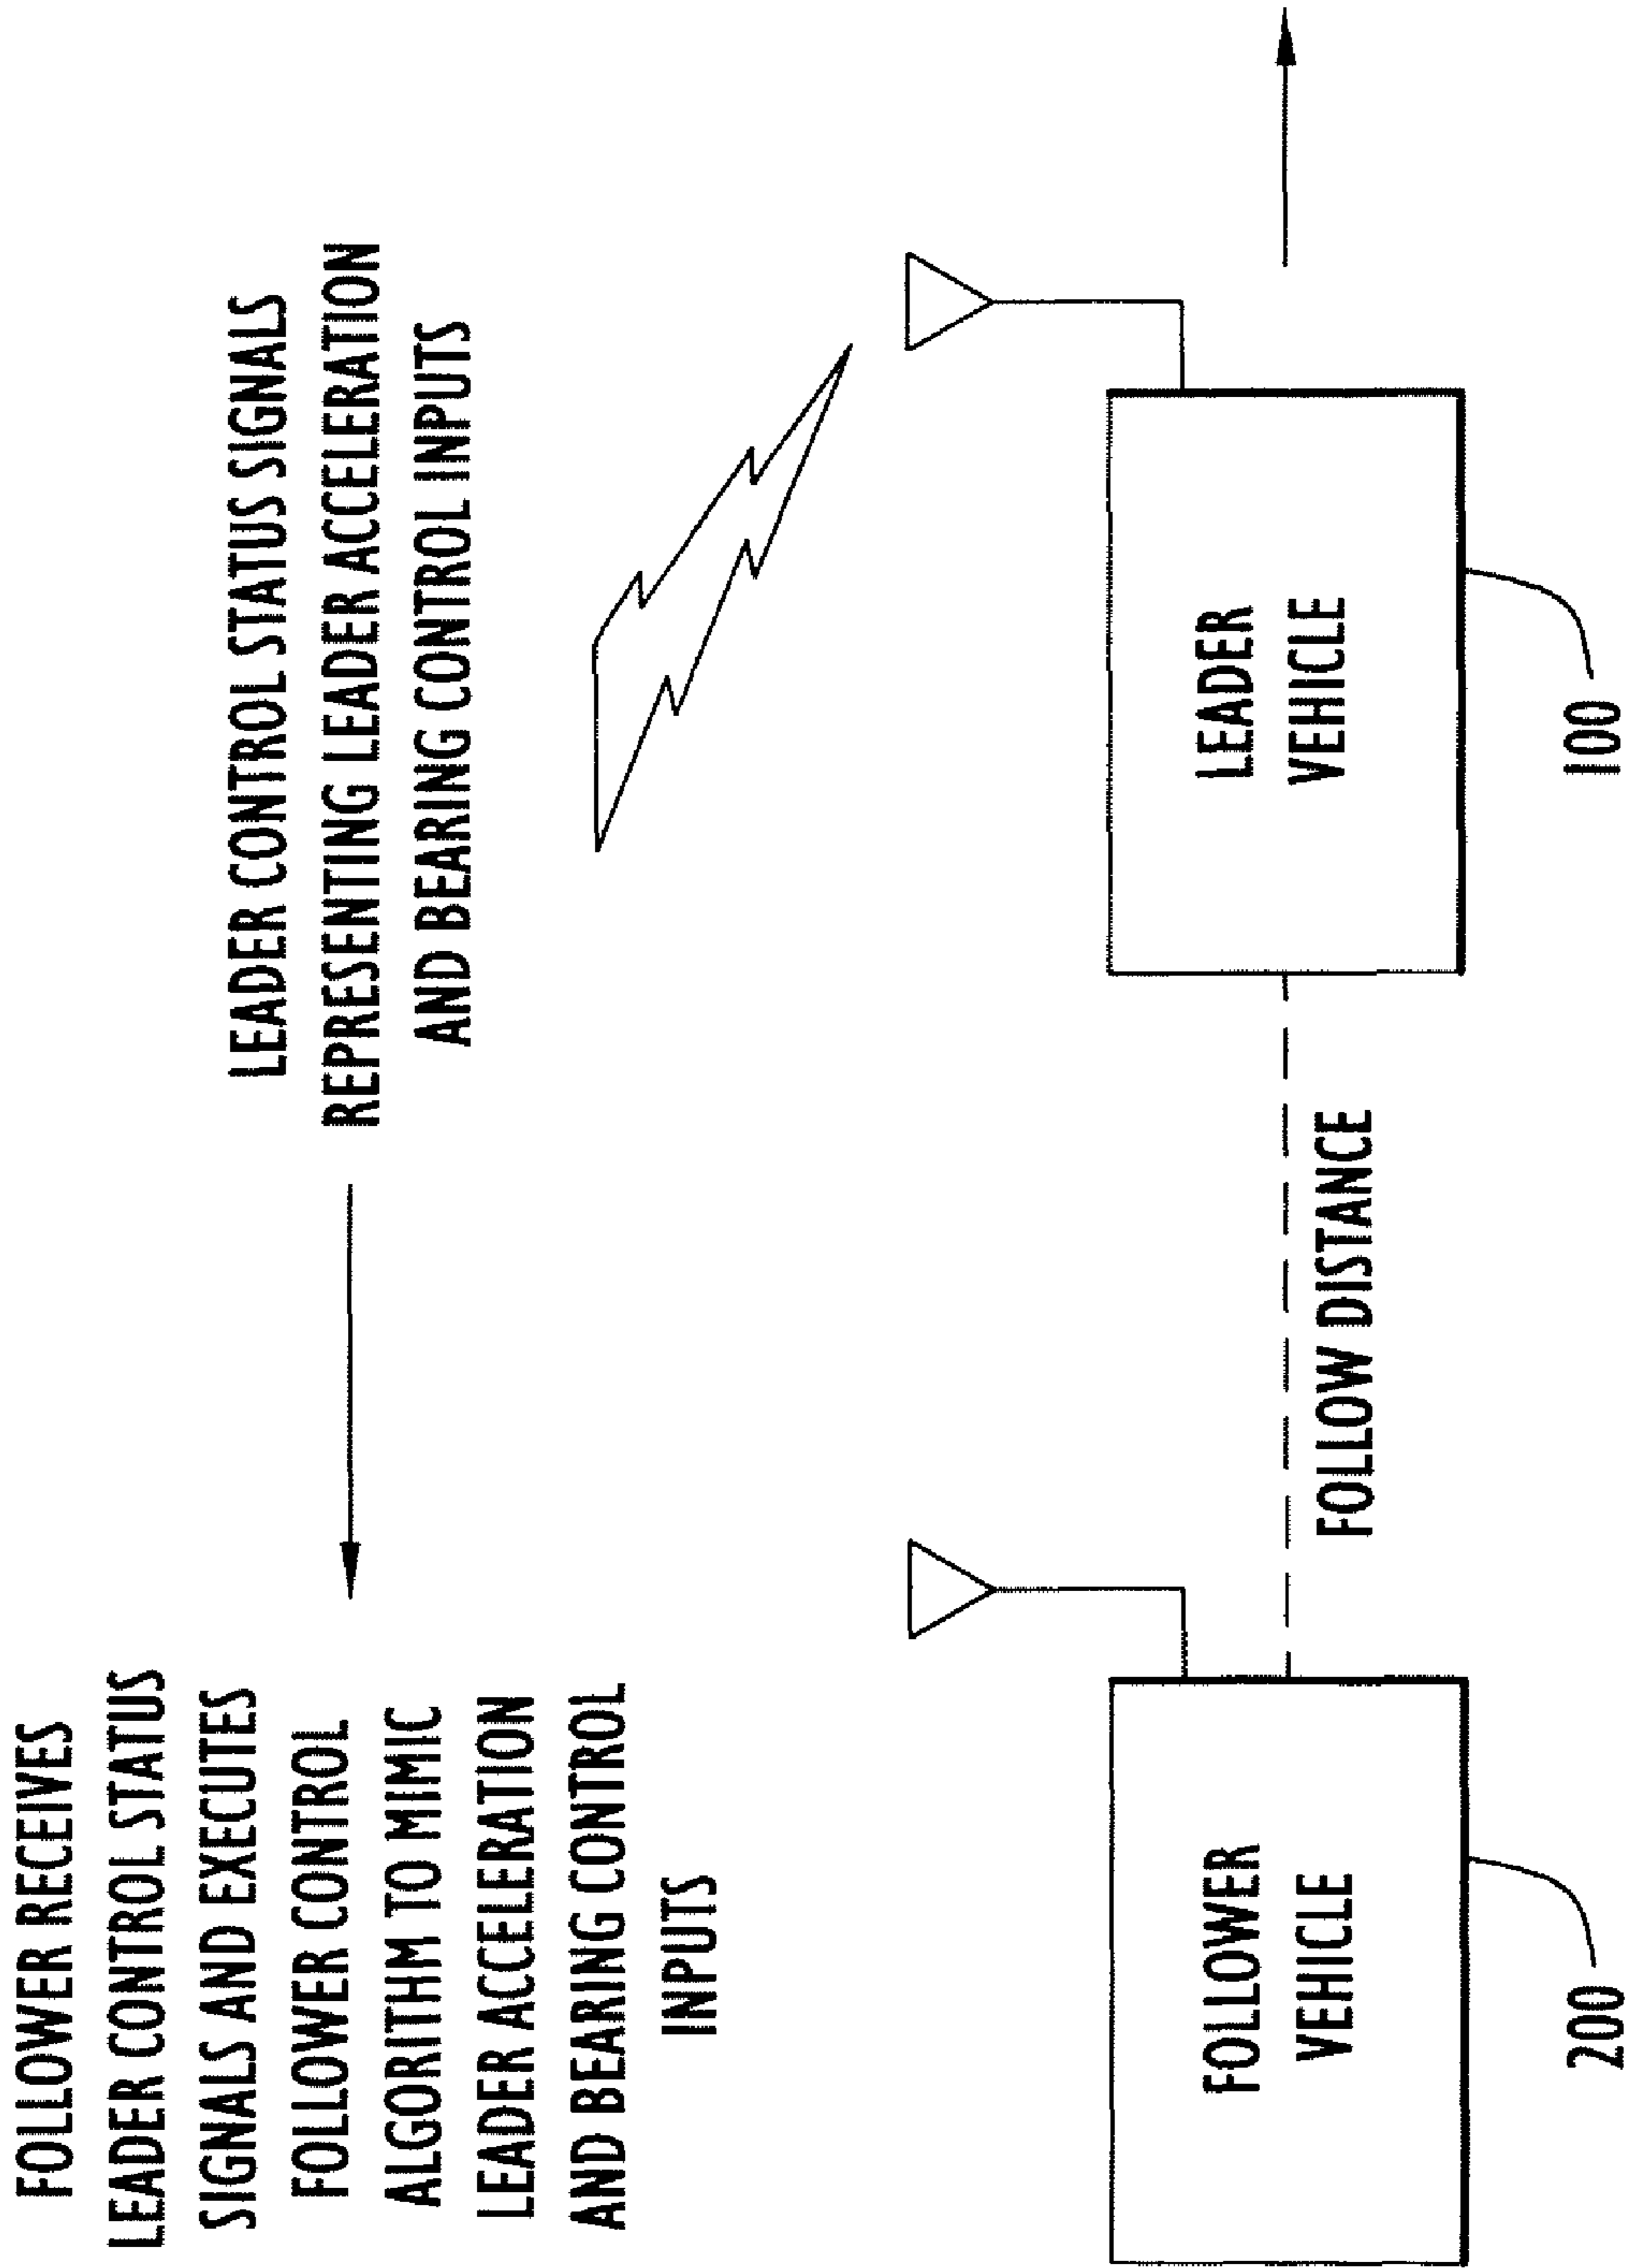 FOLLOWER RECEIVES
LEADER CONTROL STATUS
SIGNALS AND EXECUTES
FOLLOWER CONTROL
ALGORITHM TO MIMIC
LEADER ACCELERATION
AND BEARING CONTROL
INPUTS
LEADER CONTROL STATUS SIGNALS
REPRESENTING LEADER ACCELERATION
AND BEARING CONTROL INPUTS
FOLLOWER
VEHICLE
200
FOLLOW DISTANCE
LEADER
VEHICLE
100